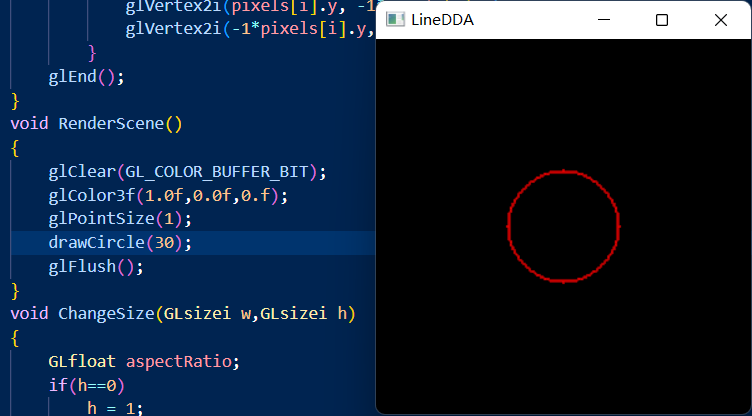 glVertex2i(pixels[i].y, -1
glVertex2i(-1*pixels[i].y,
}
glEnd();
}
void RenderScene()
{
glClear(GL_COLOR_BUFFER_BIT);
glColor3f(1.0f,0.0f,0.f);
glPointSize(1);
drawCircle(30);
glFlush();
}
void ChangeSize(GLsizei w,GLsizei h)
{
GLfloat aspectRatio;
if(h==0)
h = 1;
LineDDA